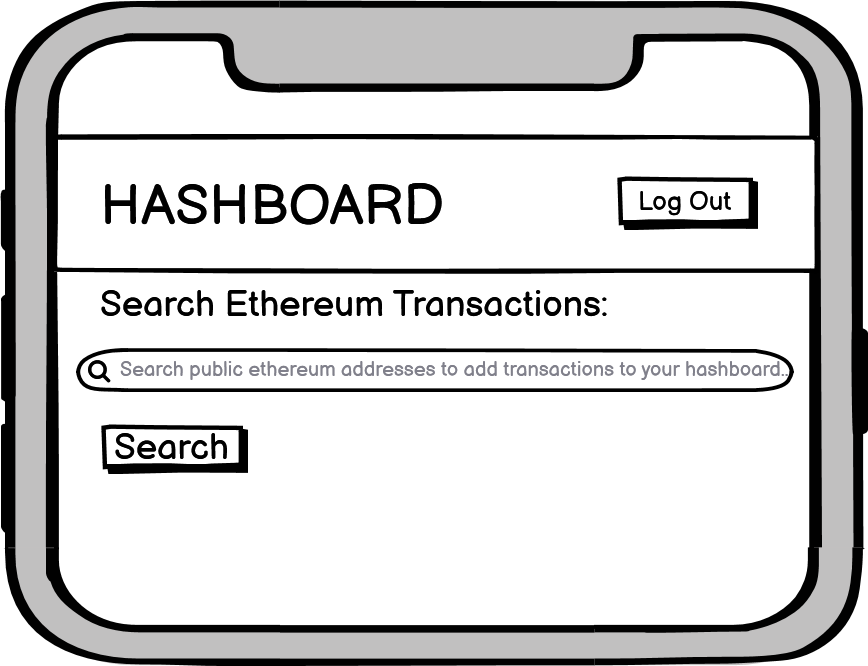 HASHBOARD
Log Out
Search Ethereum Transactions:
Search public ethereum addresses to add transactions to your hashboard..
Search